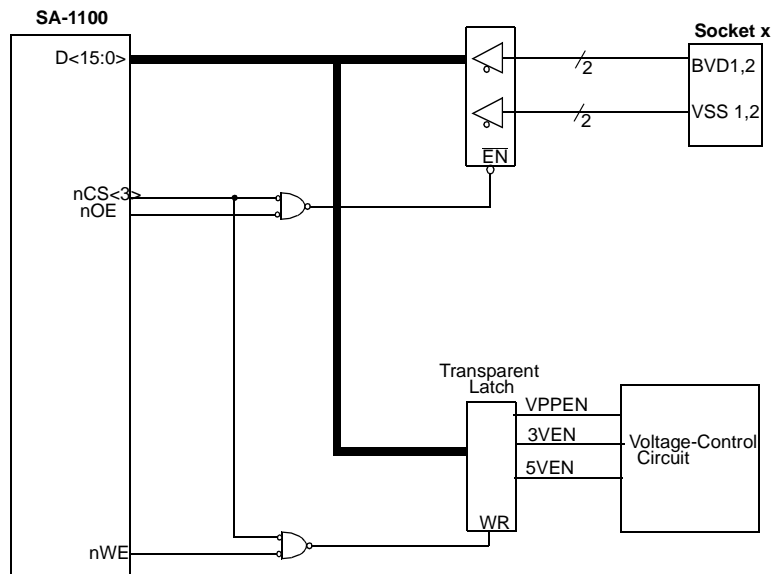 SA-1100
Socket x
D<15:0>
BVD1,2
2
VSS 1,2
2
EN
nCS<3>
nOE
Transparent
Latch
VPPEN
3VEN
Voltage-Control
Circuit
5VEN
WR
nWE